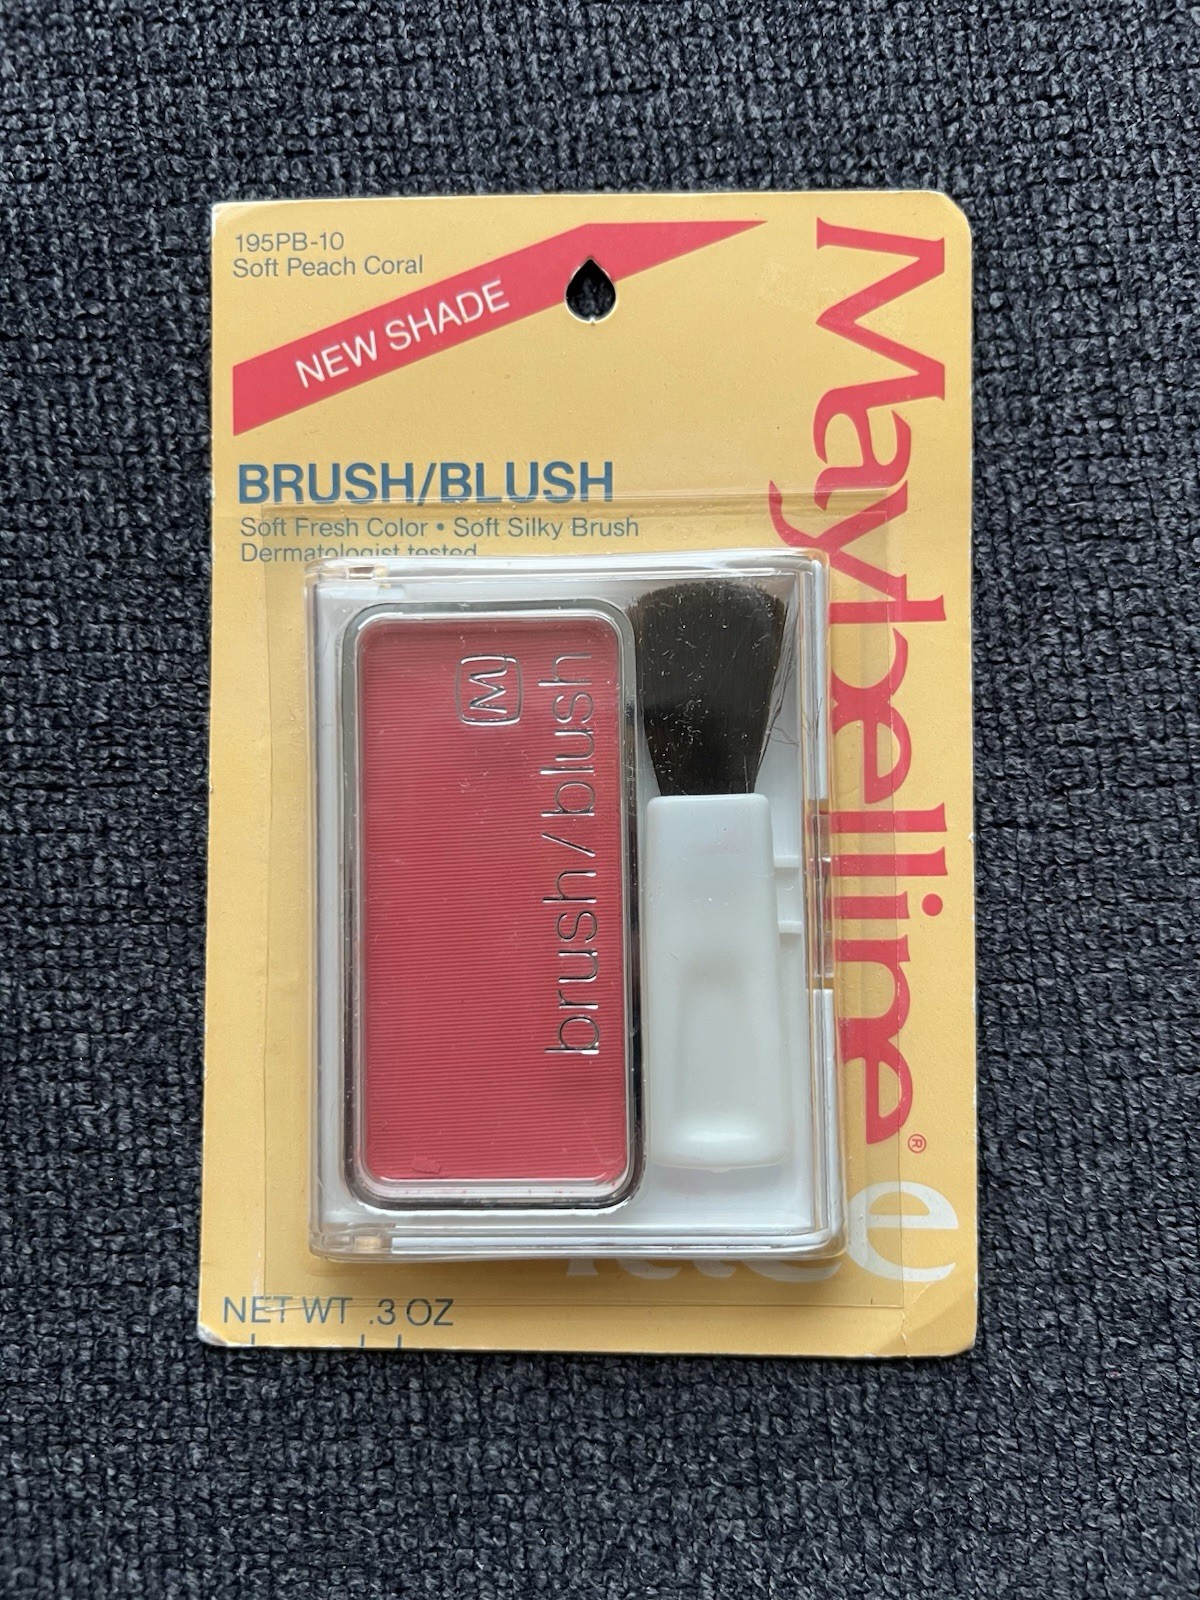 195PB-10
Soft Peach Coral
NEW SHADE
Maybelline®
BRUSH/BLUSH
Soft Fresh Color • Soft Silky Brush
Dermatologist tested
M
brush/blush
NET WT .3 OZ